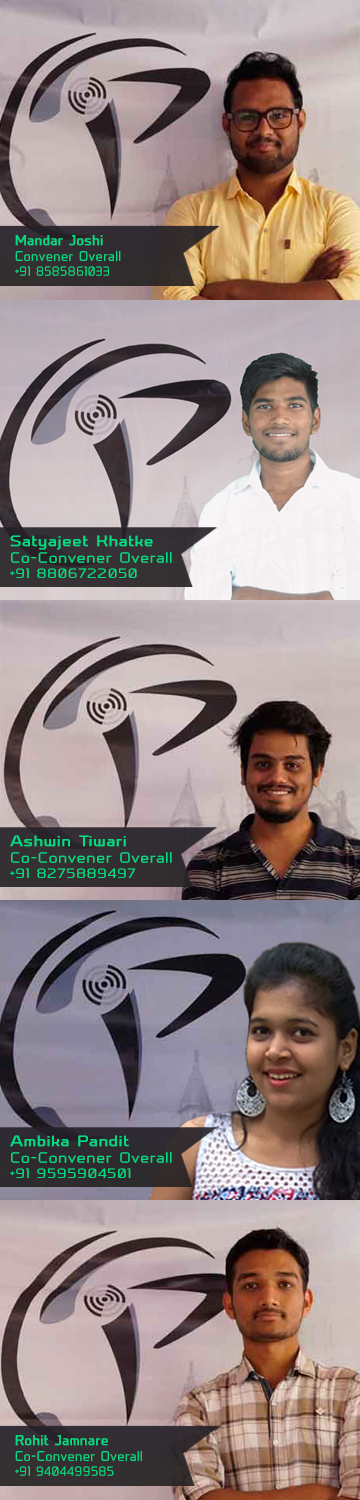 Mandar Joshi
Convener Overall
+91 8585861033
Satyajeet Khatke
Co-Convener Overall
+91 8806722050
Ashwin Tiwari
Co-Convener Overall
+91 8275889497
Ambika Pandit
Co-Convener Overall
+91 9595904501
Rohit Jamnare
Co-Convener Overall
+91 9404499585